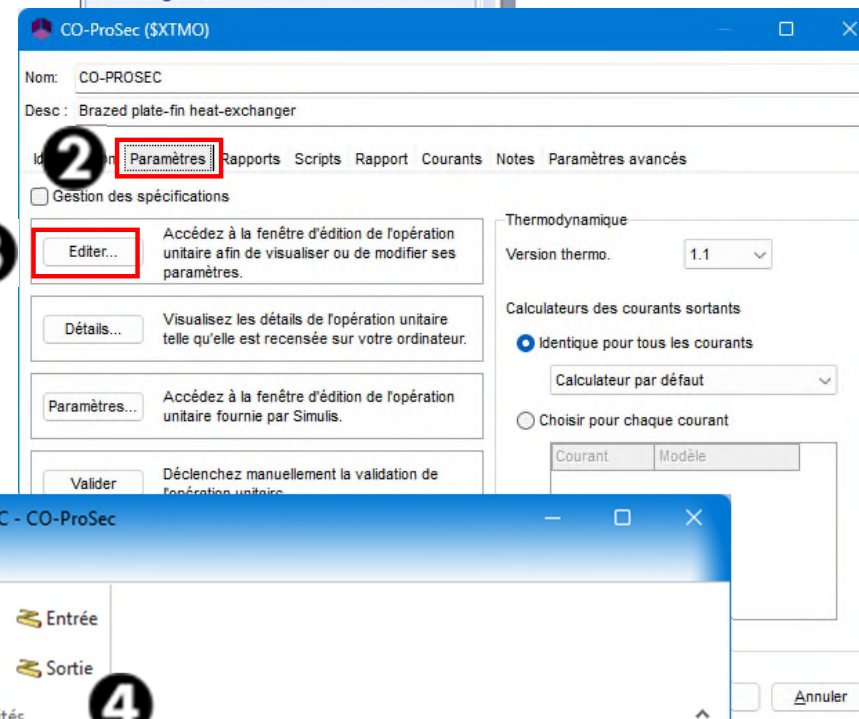 CO-ProSec ($XTMO)
Nom: CO-PROSEC
Desc : Brazed plate-fin heat-exchanger
2
Paramètres Rapports Scripts Rapport Courants Notes Paramètres avancés
Gestion des spécifications
Editer...
Accédez à la fenêtre d'édition de l'opération
unitaire afin de visualiser ou de modifier ses
paramètres.
Détails...
Visualisez les détails de l'opération unitaire
telle qu'elle est recensée sur votre ordinateur.
Paramètres...
Accédez à la fenêtre d'édition de l'opération
unitaire fournie par Simulis.
Valider
Déclenchez manuellement la validation de
l'opération unitaire.
Thermodynamique
Version thermo. 1.1
Calculateurs des courants sortants
Identique pour tous les courants
Calculateur par défaut
Choisir pour chaque courant
Courant Modèle
C - CO-ProSec
Entrée
Sortie
4
Annuler